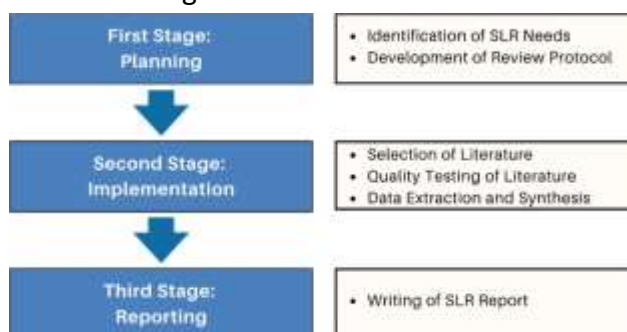 First Stage:
Planning
• Identification of SLR Needs
• Development of Review Protocol
Second Stage:
Implementation
• Selection of Literature
• Quality Testing of Literature
• Data Extraction and Synthesis
Third Stage:
Reporting
• Writing of SLR Report